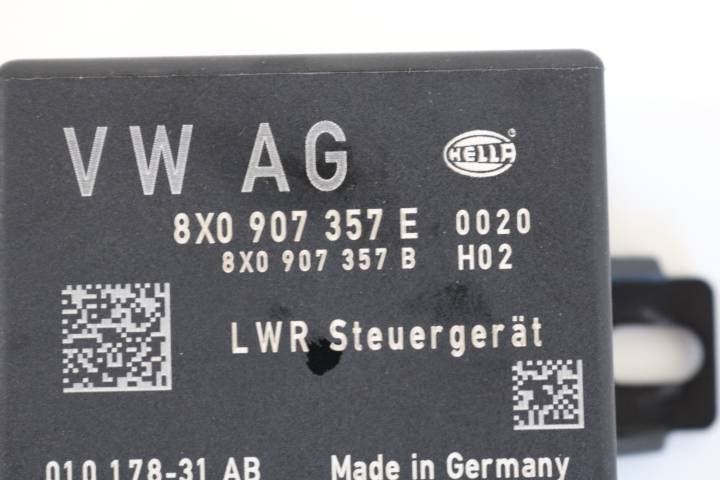 VW AG HELLA ®
8X0 907 357 E 0020
8X0 907 357 B H02
LWR Steuergerät
010 178-31 AB Made in Germany